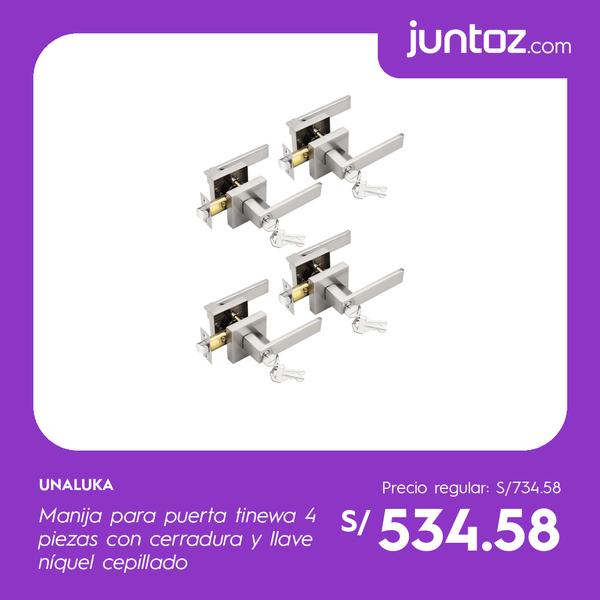 juntoz.com
UNALUKA
Manija para puerta tinewa 4
piezas con cerradura y llave
níquel cepillado
Precio regular: S/734.58
S/ 534.58